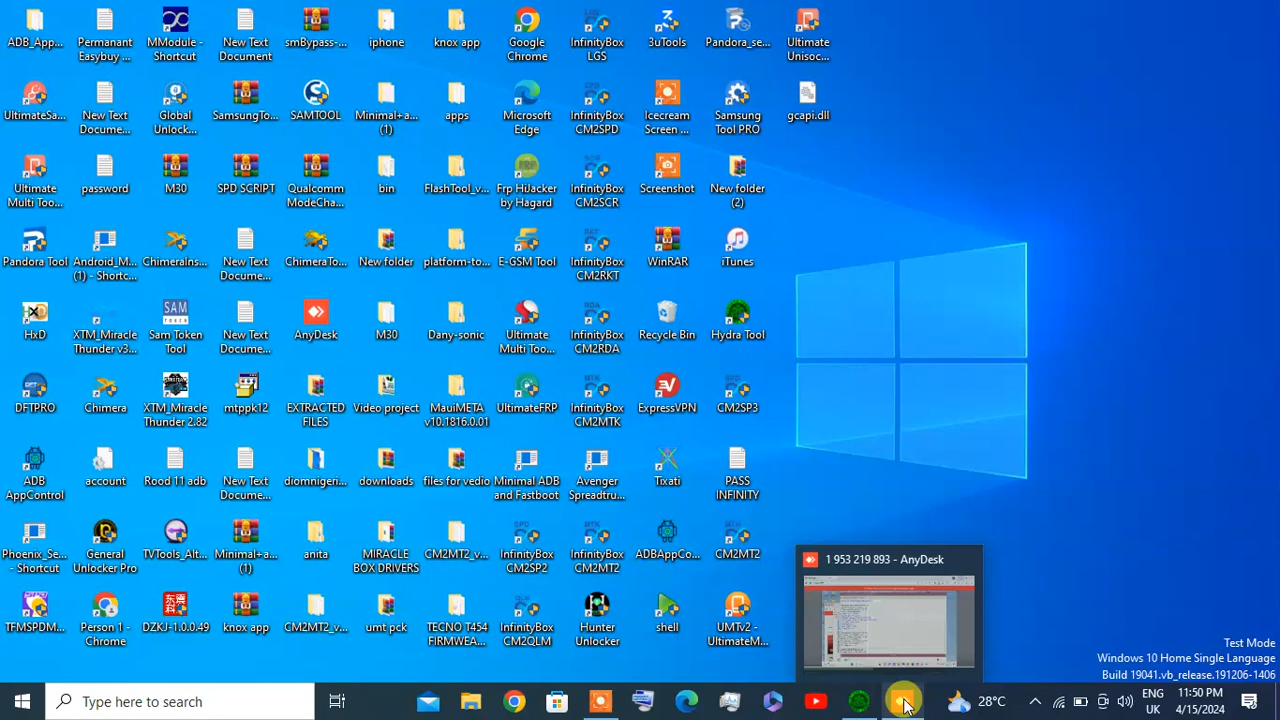 ADB_App...
Permanant
Easybuy ...
MModule -
Shortcut
New Text
Document
smBypass-...
iphone
knox app
Google
Chrome
InfinityBox
LGS
3uTools
Pandora_se...
Ultimate
Unisoc...
UltimateSa...
New Text
Docume...
Global
Unlock...
SamsungTo...
SAMTOOL
Minimal+a...
(1)
apps
Microsoft
Edge
InfinityBox
CM2SPD
Icecream
Screen ...
Samsung
Tool PRO
gcapi.dll
Ultimate
Multi Too...
password
M30
SPD SCRIPT
Qualcomm
ModeCha...
bin
FlashTool_v...
Frp HiJacker
by Hagard
InfinityBox
CM2SCR
Screenshot
New folder
(2)
Pandora Tool
Android_M...
(1) - Shortc...
ChimeraIns...
New Text
Docume...
ChimeraTo...
New folder
platform-to...
E-GSM Tool
InfinityBox
CM2RKT
WinRAR
iTunes
HxD
XTM_Miracle
Thunder v3...
Sam Token
Tool
New Text
Docume...
AnyDesk
M30
Dany-sonic
Ultimate
Multi Too...
InfinityBox
CM2RDA
Recycle Bin
Hydra Tool
DFTPRO
Chimera
XTM_Miracle
Thunder 2.82
mtppk12
EXTRACTED
FILES
Video project
MauiMETA
v10.1816.0.01
UltimateFRP
InfinityBox
CM2MTK
ExpressVPN
CM2SP3
ADB
AppControl
account
Rood 11 adb
New Text
Docume...
diomnigeri...
downloads
files for vedio
Minimal ADB
and Fastboot
Avenger
Spreadtru...
Tixati
PASS
INFINITY
Phoenix_Se...
- Shortcut
General
Unlocker Pro
TVTools_Alt...
Minimal+a...
(1)
anita
MIRACLE
BOX DRIVERS
CM2MT2_v...
InfinityBox
CM2SP2
InfinityBox
CM2MT2
ADBAppCo...
CM2MT2
1 953 219 893 - AnyDesk
TFMSPDM...
Person 1 -
Chrome
DZKJ-1.0.0.49
knox app
CM2MT2_v...
umt pck
TECNO T454
FIRMWEA...
InfinityBox
CM2QLM
Hunter
Unlocker
shell
UMTv2 -
UltimateM...
Test Mode
Windows 10 Home Single Language
Build 19041.vb_release.191206-1406
Type here to search
28°C
ENG
UK
11:50 PM
4/15/2024